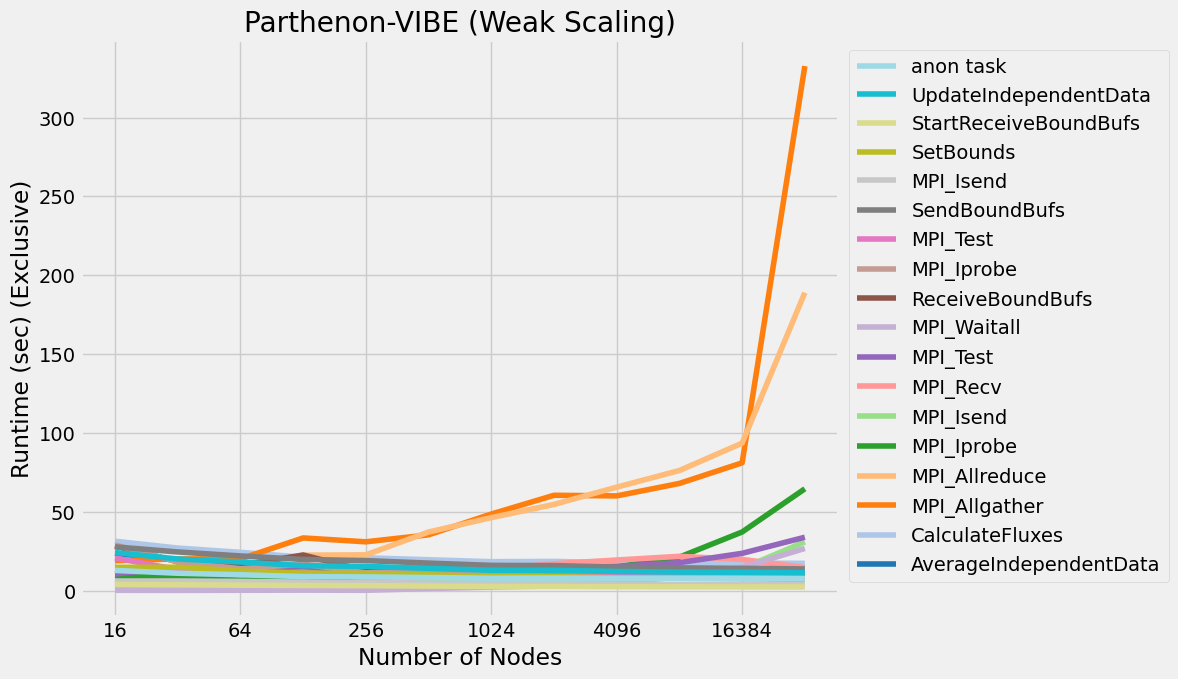 Parthenon-VIBE (Weak Scaling)
Runtime (sec) (Exclusive)
300
250
200
150
100
50
0
16
64
256
1024
4096
16384
Number of Nodes
anon task
UpdateIndependentData
StartReceiveBoundBufs
SetBounds
MPI_Isend
SendBoundBufs
MPI_Test
MPI_Iprobe
ReceiveBoundBufs
MPI_Waitall
MPI_Test
MPI_Recv
MPI_Isend
MPI_Iprobe
MPI_Allreduce
MPI_Allgather
CalculateFluxes
AverageIndependentData